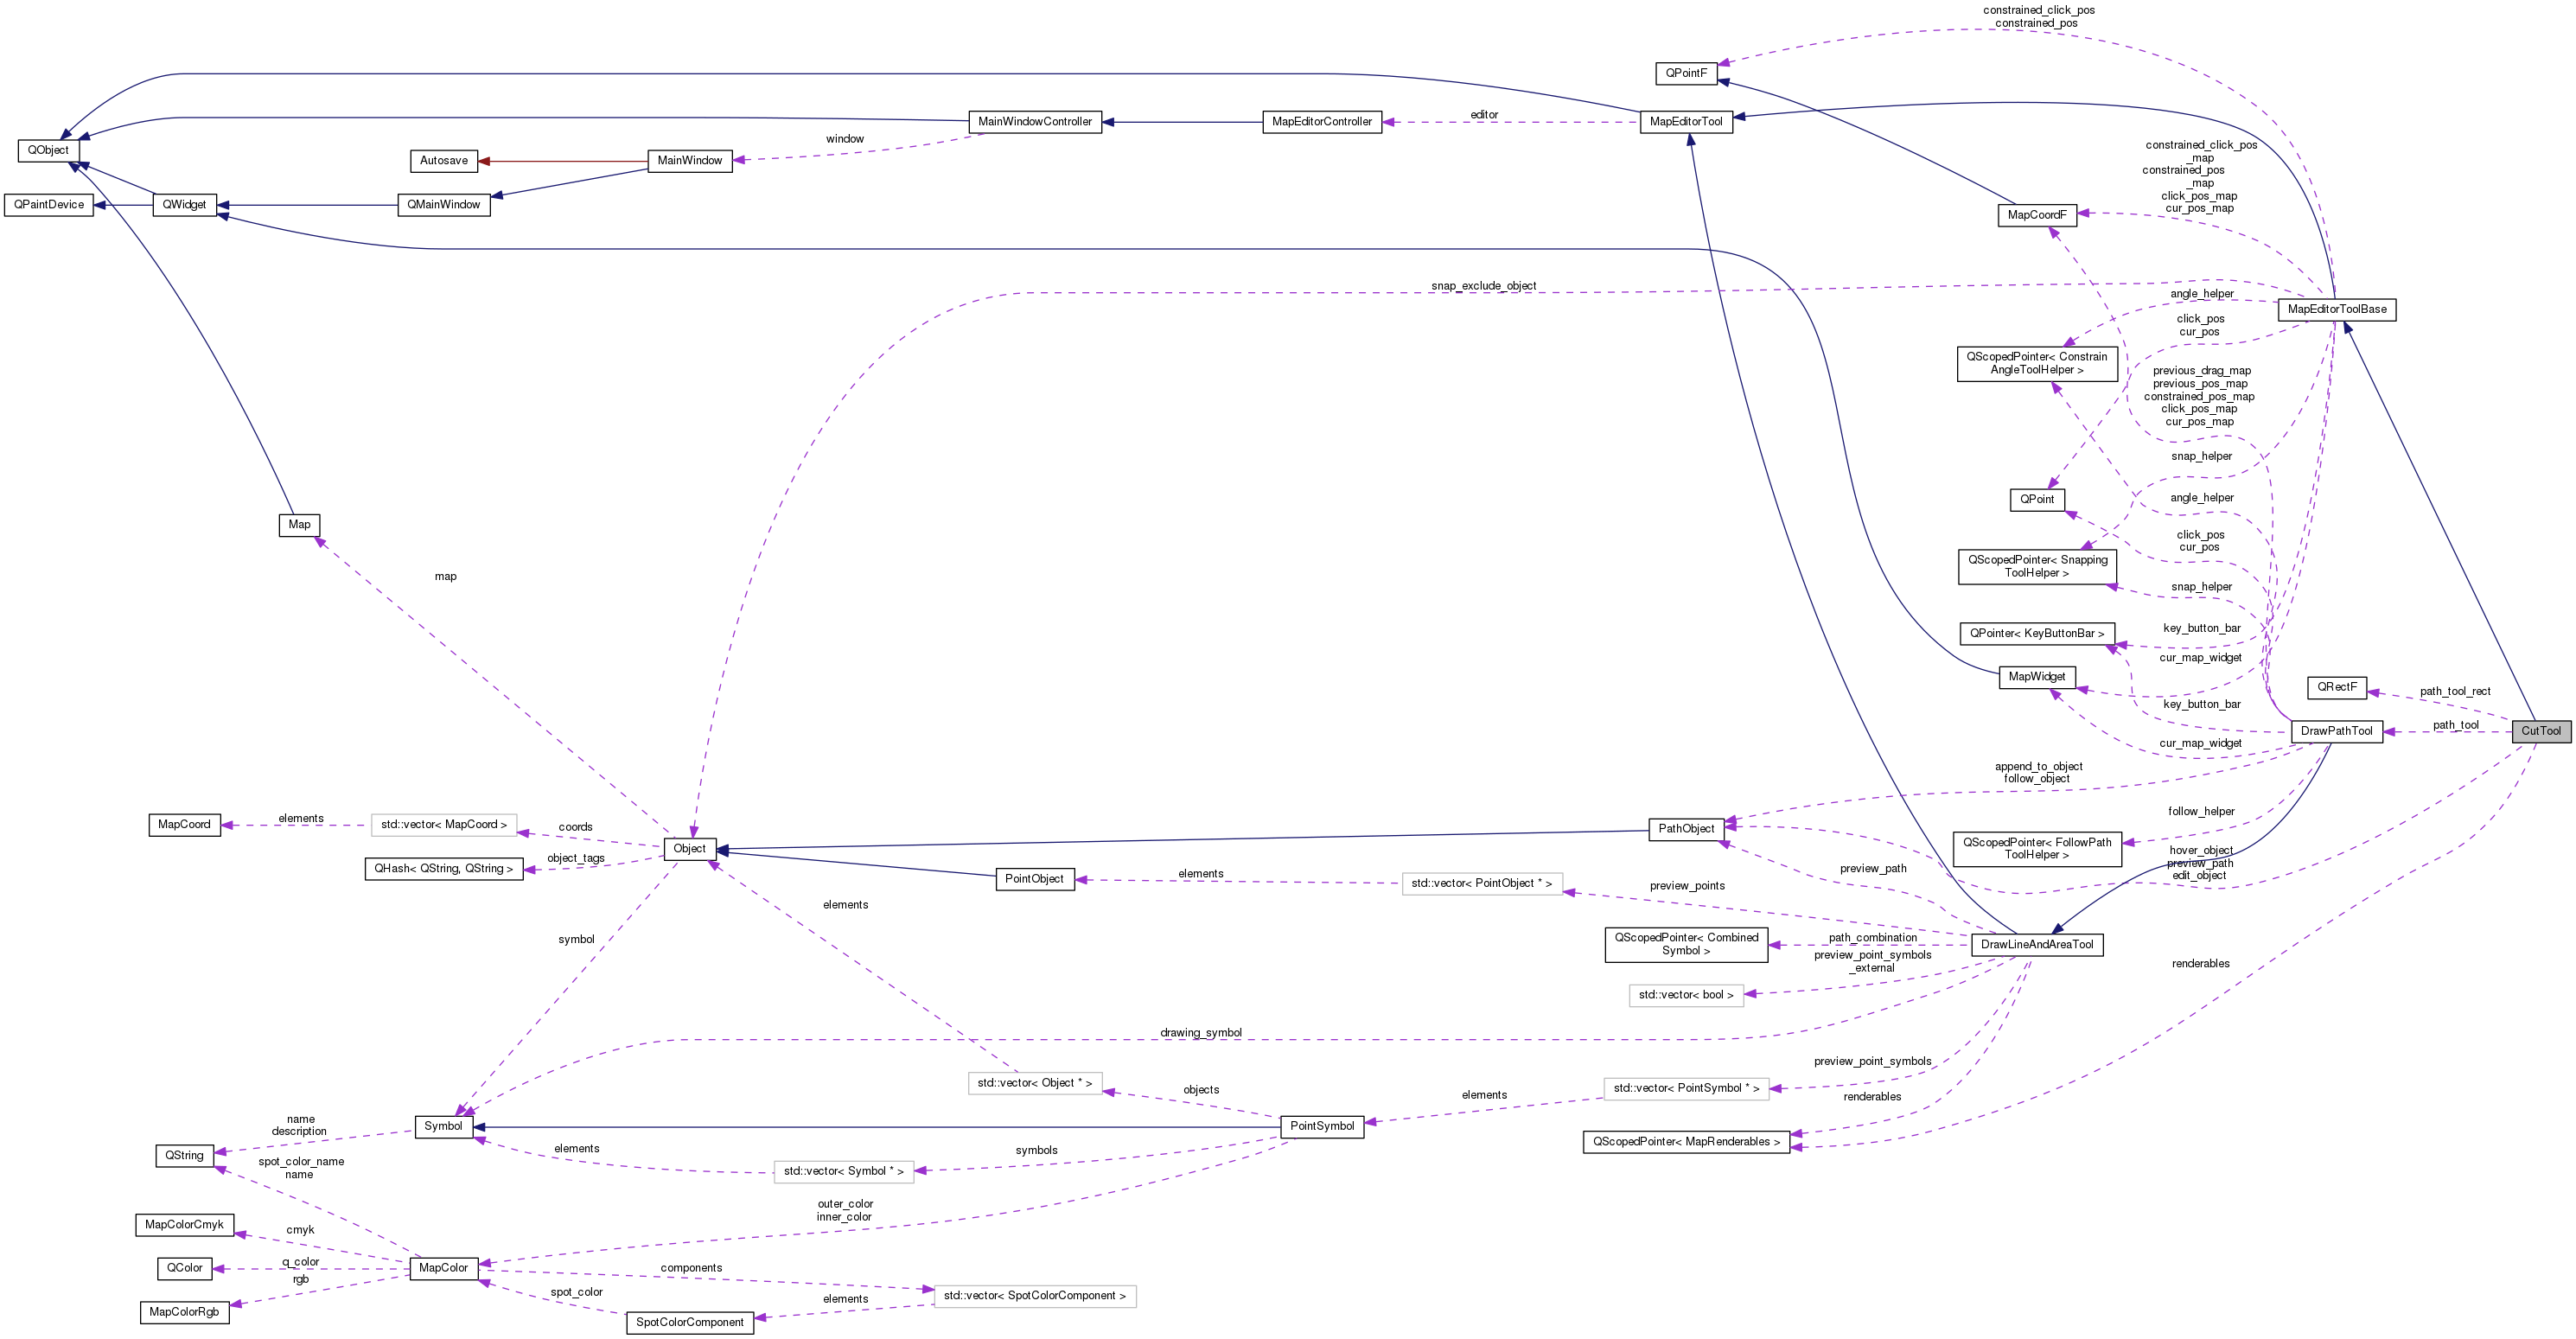 constrained_click_pos
constrained_pos
QPointF
MainWindowController
MapEditorController
editor
MapEditorTool
window
QObject
Autosave
MainWindow
constrained_click_pos
_map
constrained_pos
_map
click_pos_map
cur_pos_map
QPaintDevice
QWidget
QMainWindow
MapCoordF
snap_exclude_object
angle_helper
MapEditorToolBase
click_pos
cur_pos
QScopedPointer< Constrain
AngleToolHelper >
previous_drag_map
previous_pos_map
constrained_pos_map
click_pos_map
cur_pos_map
snap_helper
QPoint
angle_helper
Map
click_pos
cur_pos
QScopedPointer< Snapping
ToolHelper >
map
snap_helper
QPointer< KeyButtonBar >
key_button_bar
cur_map_widget
MapWidget
QRectF
path_tool_rect
key_button_bar
DrawPathTool
path_tool
CutTool
cur_map_widget
append_to_object
follow_object
follow_helper
MapCoord
elements
std::vector< MapCoord >
coords
PathObject
QScopedPointer< FollowPath
ToolHelper >
Object
object_tags
QHash< QString, QString >
hover_object
preview_path
edit_object
PointObject
elements
std::vector< PointObject * >
preview_points
preview_path
elements
symbol
QScopedPointer< Combined
Symbol >
path_combination
DrawLineAndAreaTool
preview_point_symbols
_external
std::vector< bool >
renderables
drawing_symbol
preview_point_symbols
std::vector< Object * >
objects
std::vector< PointSymbol * >
elements
renderables
name
description
Symbol
PointSymbol
QScopedPointer< MapRenderables >
QString
elements
symbols
spot_color_name
name
std::vector< Symbol * >
outer_color
inner_color
MapColorCmyk
cmyk
QColor
q_color
MapColor
components
rgb
spot_color
std::vector< SpotColorComponent >
elements
MapColorRgb
SpotColorComponent